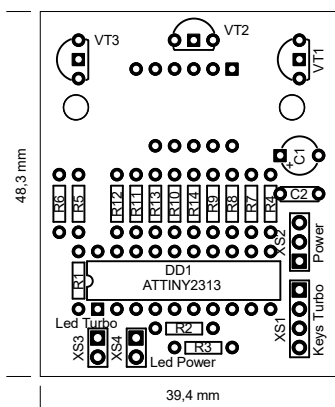 VT3
VT2
VT1
+
C1
C2
R6
R5
R12
R11
R13
R10
R14
R9
R8
R7
R4
XS2
Power
R1
DD1
ATTINY2313
XS1
Keys Turbo
Led Turbo
XS3
XS4
R2
R3
Led Power
48,3 mm
39,4 mm